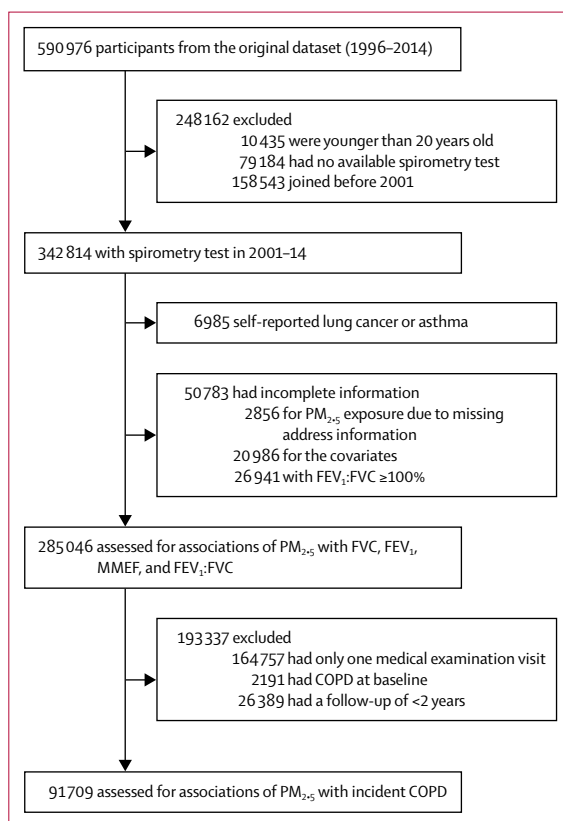 590 976 participants from the original dataset (1996–2014)
248 162 excluded
10 435 were younger than 20 years old
79 184 had no available spirometry test
158 543 joined before 2001
342 814 with spirometry test in 2001–14
6985 self-reported lung cancer or asthma
50 783 had incomplete information
2856 for PM₂·₅ exposure due to missing
address information
20 986 for the covariates
26 941 with FEV₁:FVC ≥100%
285 046 assessed for associations of PM₂·₅ with FVC, FEV₁,
MMEF, and FEV₁:FVC
193 337 excluded
164 757 had only one medical examination visit
2191 had COPD at baseline
26 389 had a follow-up of <2 years
91 709 assessed for associations of PM₂·₅ with incident COPD